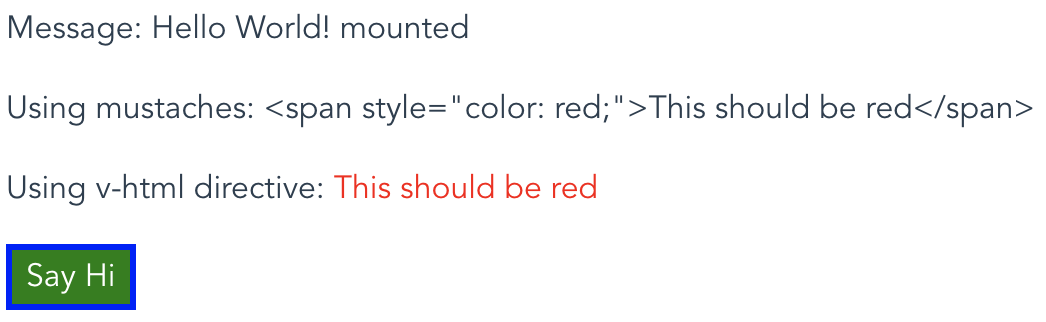 Message: Hello World! mounted
Using mustaches: <span style="color: red;">This should be red</span>
Using v-html directive: This should be red
Say Hi